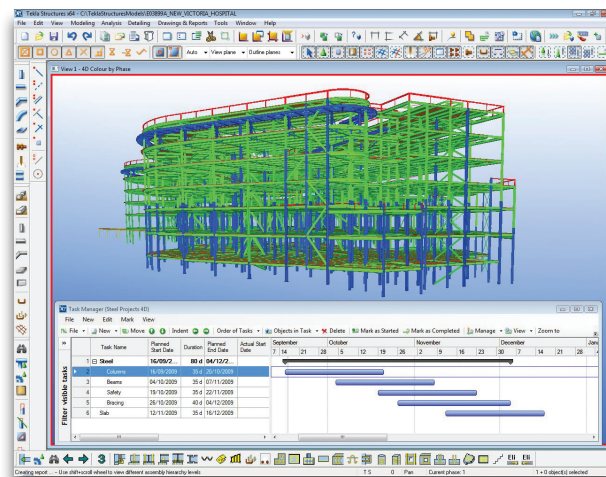 Tekla Structures x64 - C:\TeklaStructuresModels\E03899A_NEW_VICTORIA_HOSPITAL
File Edit View Modeling Analysis Detailing Drawings & Reports Tools Window Help
Auto View plane Outline planes
View 1 - 4D Colour by Phase
Task Manager (Steel Projects 4D)
File New Edit Mark View
File New Move Indent Order of Tasks Objects in Task Delete Mark as Started Mark as Completed Manage View Zoom to
Task Name Planned Start Date Duration Planned End Date Actual Start Date September October November December Jan
7 14 21 28 5 12 19 26 2 9 16 23 30 7 14 21 28
1 Steel 16/09/2... 80 d 04/12/2...
2 Columns 16/09/2009 35 d 20/10/2009
3 Beams 04/10/2009 35 d 07/11/2009
4 Safety 19/10/2009 35 d 22/11/2009
5 Bracing 26/10/2009 40 d 04/12/2009
6 Slab 12/11/2009 35 d 16/12/2009
Filter visible tasks
Creating report ... - Use shift+scroll wheel to view different assembly hierarchy levels T S 0 Pan Current phase: 1 1 + 0 object(s) selected